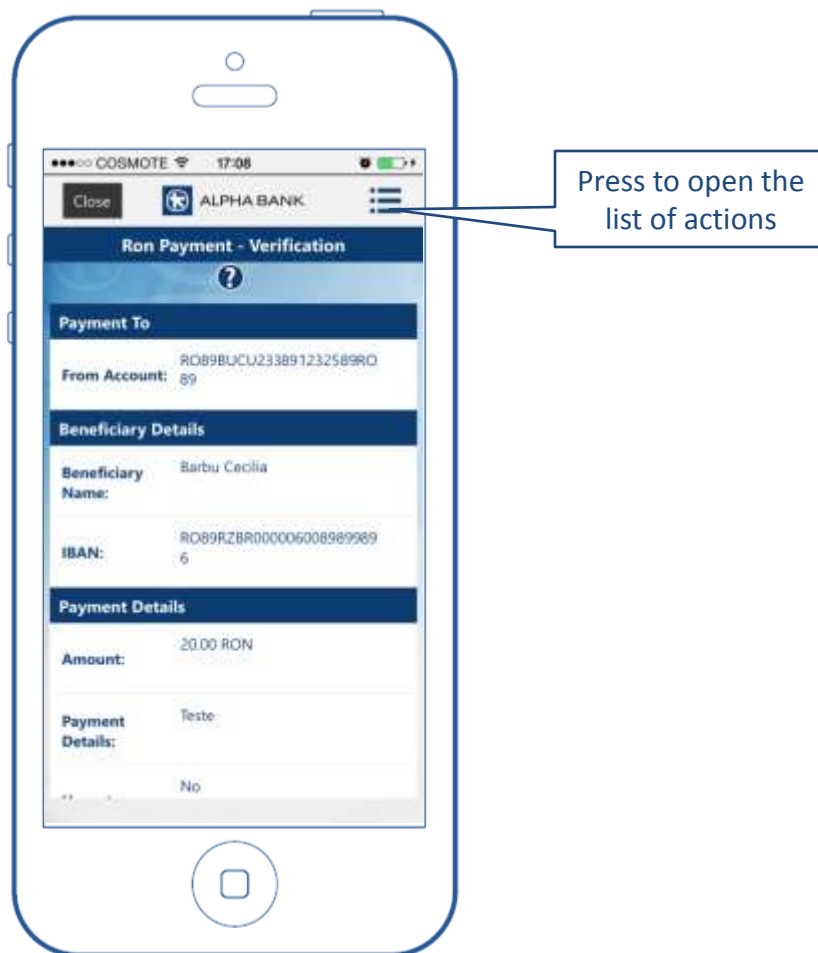 COSMOTE 17:08
Close ALPHA BANK
Press to open the
list of actions
Ron Payment - Verification
?
Payment To
From Account: RO89BUCU233891232589RO
89
Beneficiary Details
Beneficiary Name: Barbu Cecilia
IBAN: RO89RZBR0000060089899896
Payment Details
Amount: 20.00 RON
Payment Details: Teste
No